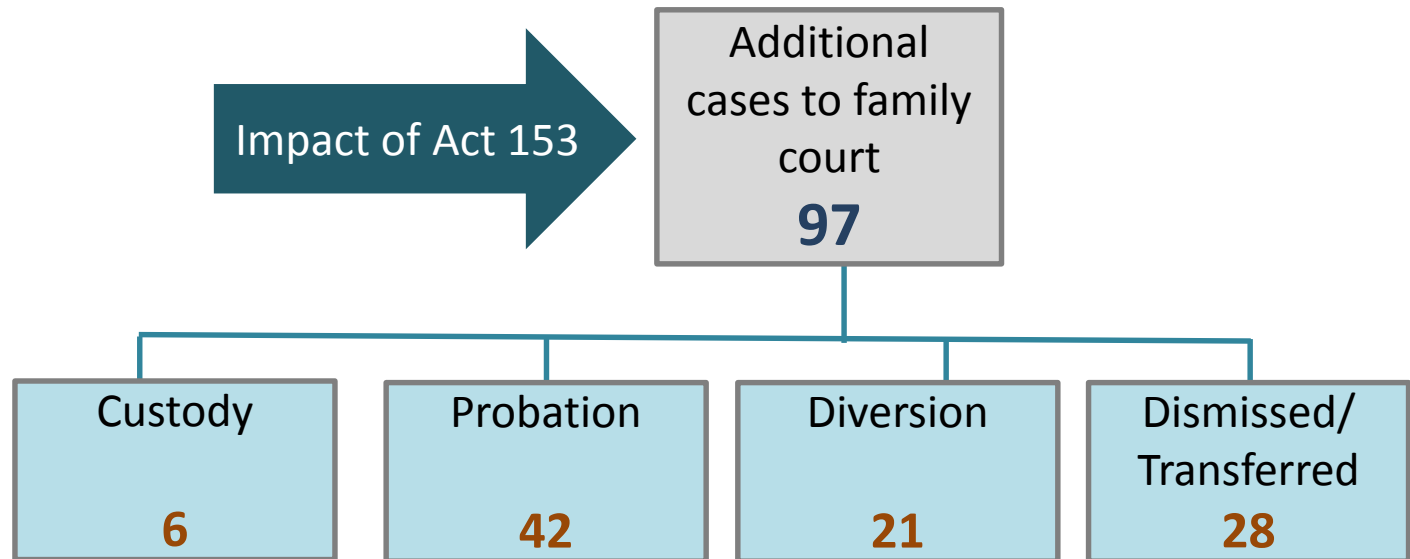 Impact of Act 153
Additional
cases to family
court
97
Custody
6
Probation
42
Diversion
21
Dismissed/
Transferred
28